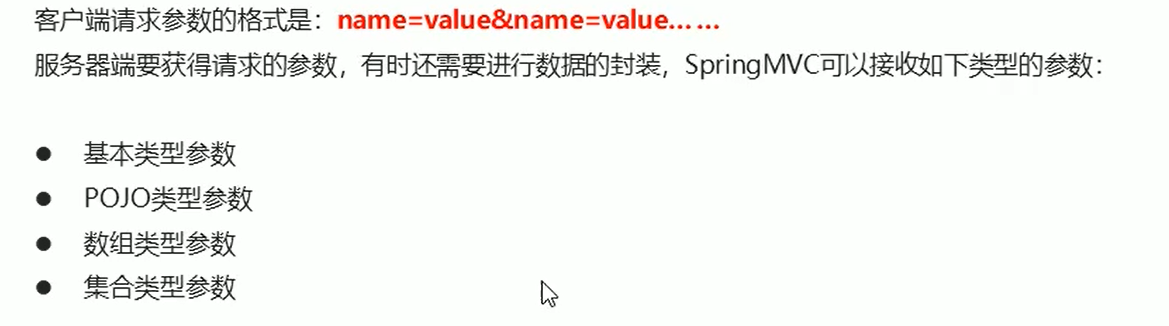 客户端请求参数的格式是：name=value&name=value... ...
服务器端要获得请求的参数，有时还需要进行数据的封装，SpringMVC可以接收如下类型的参数：
● 基本类型参数
● POJO类型参数
● 数组类型参数
● 集合类型参数